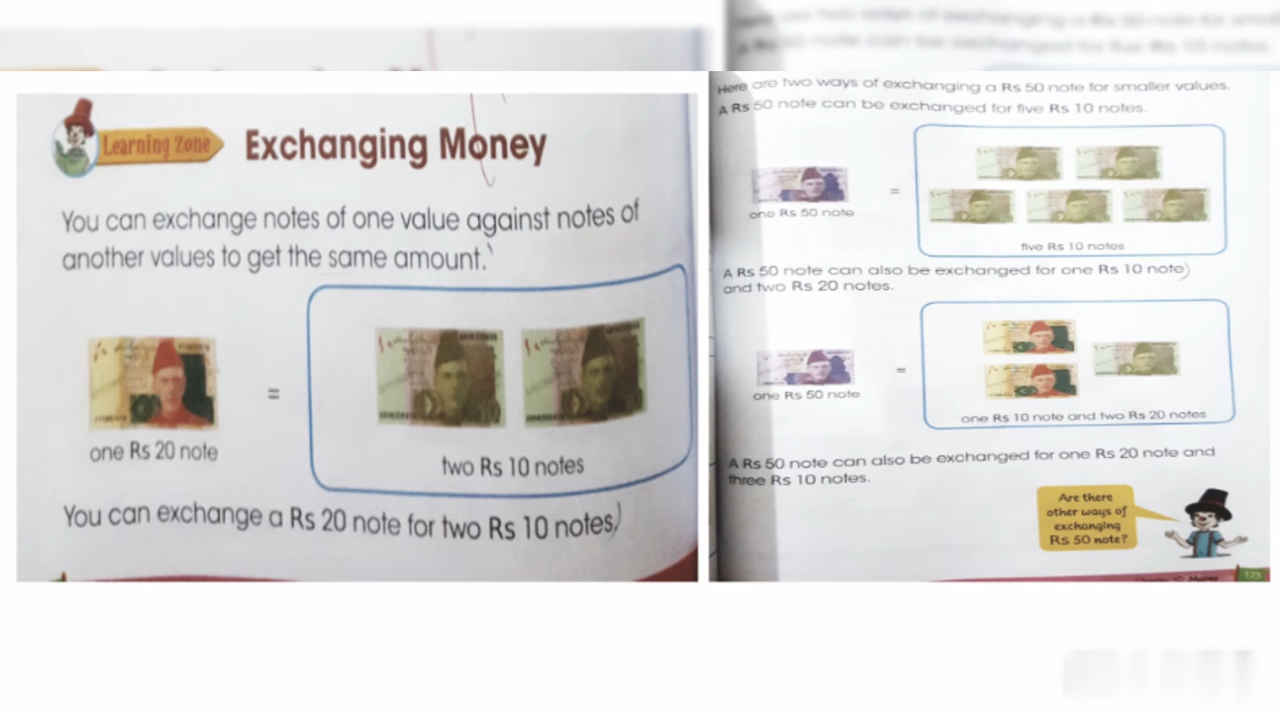 Learning Zone
Exchanging Money
You can exchange notes of one value against notes of
another values to get the same amount.
=
one Rs 20 note
two Rs 10 notes
You can exchange a Rs 20 note for two Rs 10 notes.
Here are two ways of exchanging a Rs 50 note for smaller values.
A Rs 50 note can be exchanged for five Rs 10 notes.
=
one Rs 50 note
five Rs 10 notes
A Rs 50 note can also be exchanged for one Rs 10 note
and two Rs 20 notes.
=
one Rs 50 note
one Rs 10 note and two Rs 20 notes
A Rs 50 note can also be exchanged for one Rs 20 note and
three Rs 10 notes.
Are there
other ways of
exchanging
Rs 50 note?
Money
173